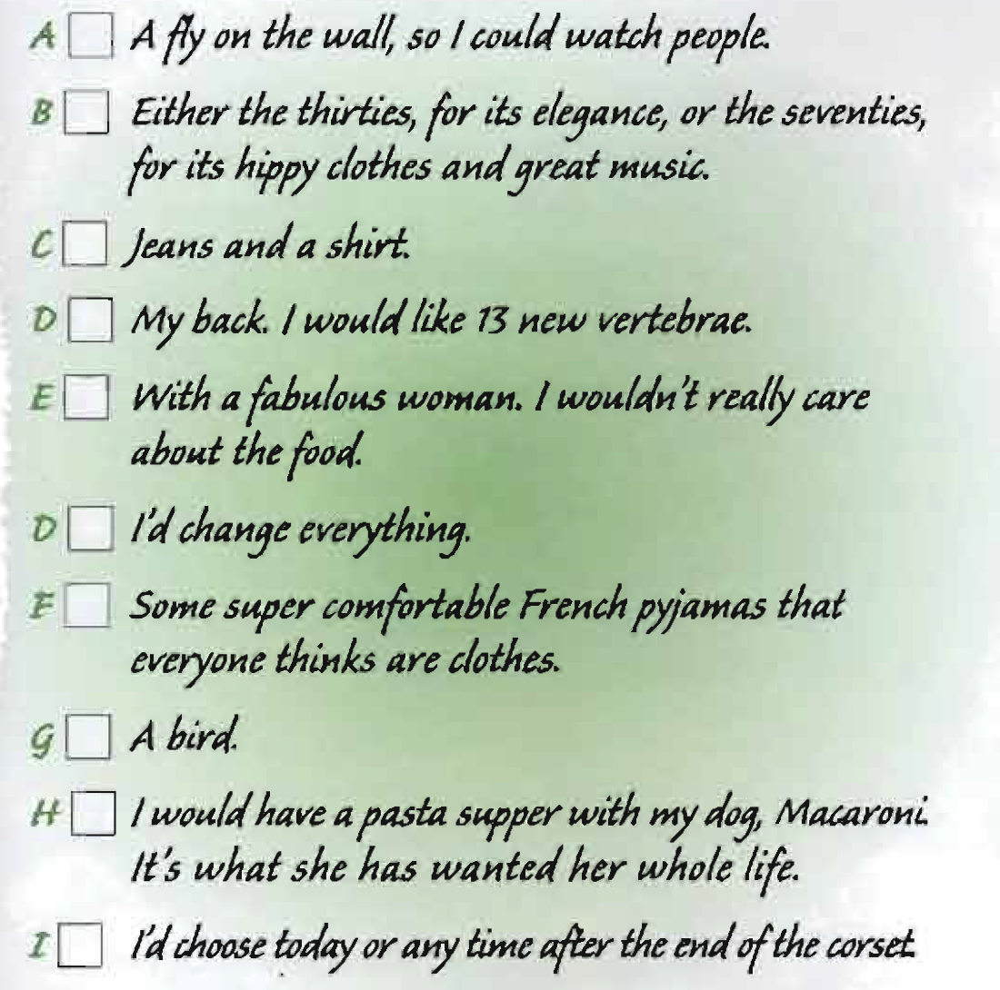 A A fly on the wall, so I could watch people.
B Either the thirties, for its elegance, or the seventies,
for its hippy clothes and great music.
C Jeans and a shirt.
D My back. I would like 13 new vertebrae.
E With a fabulous woman. I wouldn't really care
about the food.
D I'd change everything.
F Some super comfortable French pyjamas that
everyone thinks are clothes.
G A bird.
H I would have a pasta supper with my dog, Macaroni.
It's what she has wanted her whole life.
I I'd choose today or any time after the end of the corset